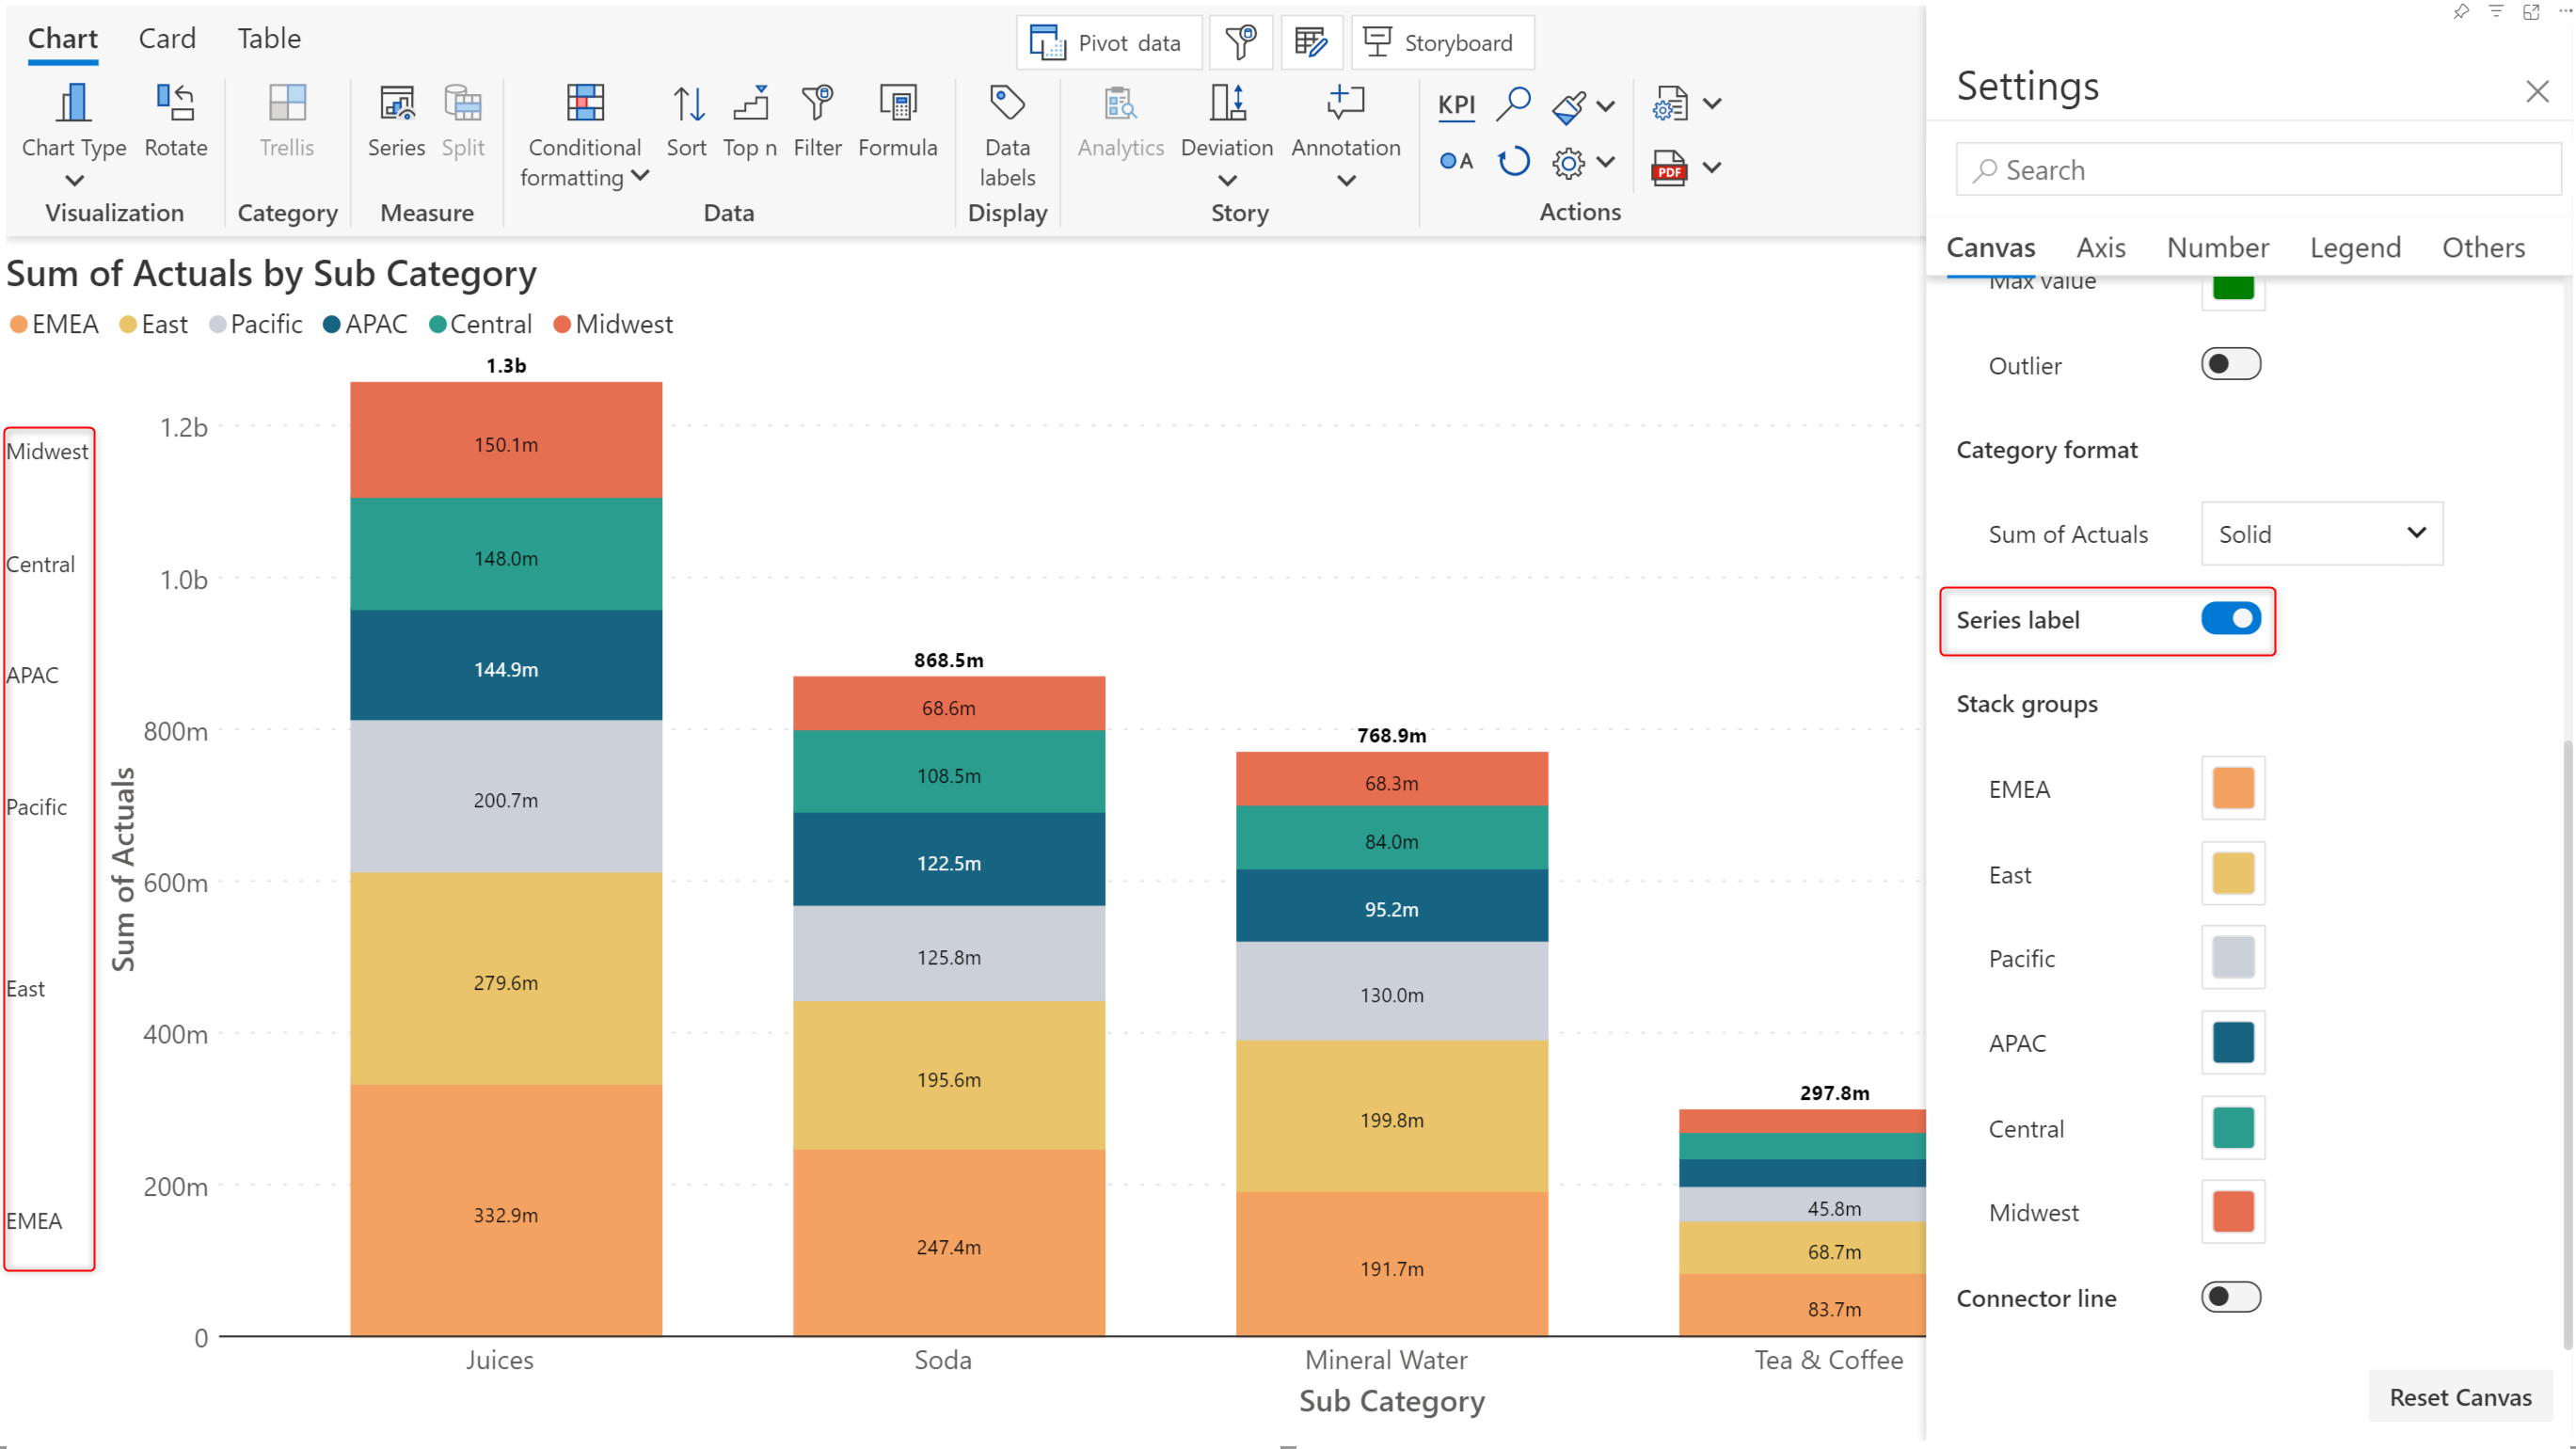 Chart Card Table
Pivot data
Storyboard
Chart Type
Rotate
Trellis
Series
Split
Conditional
formatting
Sort
Top n
Filter
Formula
Data
labels
Analytics
Deviation
Annotation
KPI
A
PDF
Visualization
Category
Measure
Data
Display
Story
Actions
Sum of Actuals by Sub Category
EMEA East Pacific APAC Central Midwest
Midwest
Central
APAC
Pacific
East
EMEA
Sum of Actuals
1.2b
1.0b
800m
600m
400m
200m
0
1.3b
150.1m
148.0m
144.9m
200.7m
279.6m
332.9m
868.5m
68.6m
108.5m
122.5m
125.8m
195.6m
247.4m
768.9m
68.3m
84.0m
95.2m
130.0m
199.8m
191.7m
297.8m
45.8m
68.7m
83.7m
Juices
Soda
Mineral Water
Tea & Coffee
Sub Category
Settings
Search
Canvas Axis Number Legend Others
Max value
Outlier
Category format
Sum of Actuals
Solid
Series label
Stack groups
EMEA
East
Pacific
APAC
Central
Midwest
Connector line
Reset Canvas